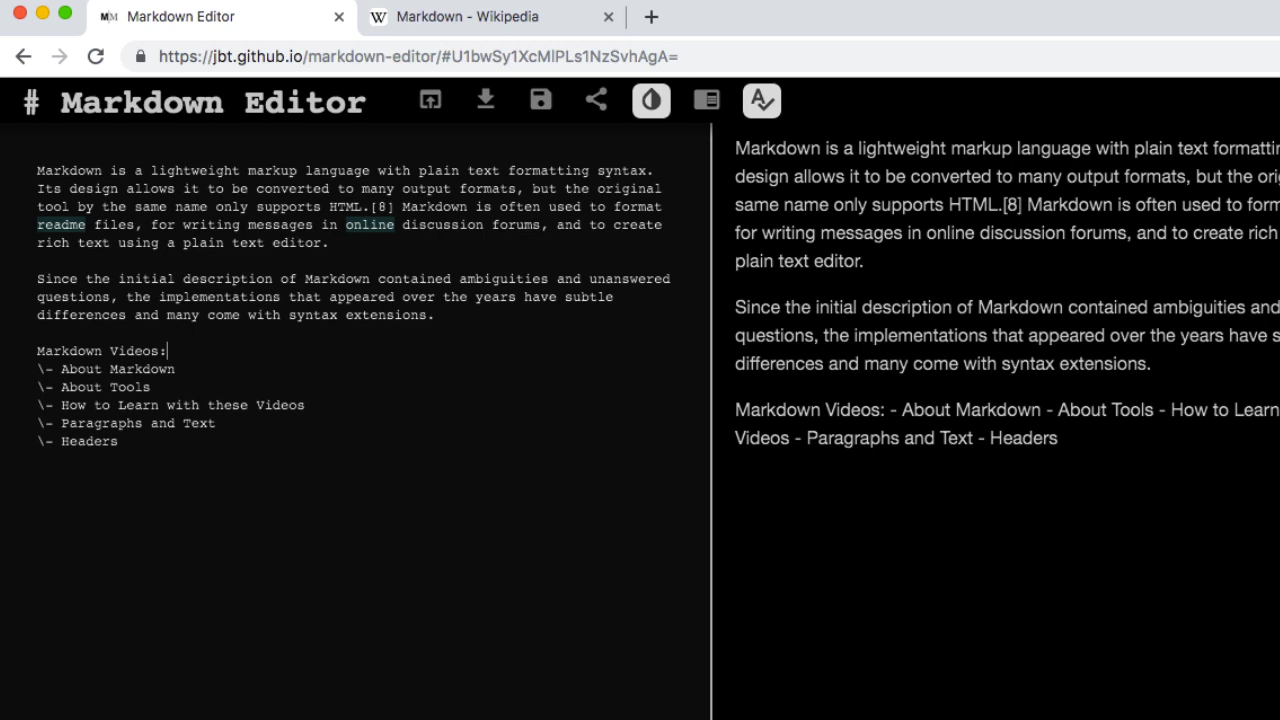 Markdown Editor
Markdown - Wikipedia
https://jbt.github.io/markdown-editor/#U1bwSy1XcMlPLs1NzSvhAgA=
# Markdown Editor
Markdown is a lightweight markup language with plain text formatting syntax.
Its design allows it to be converted to many output formats, but the original
tool by the same name only supports HTML.[8] Markdown is often used to format
readme files, for writing messages in online discussion forums, and to create
rich text using a plain text editor.
Since the initial description of Markdown contained ambiguities and unanswered
questions, the implementations that appeared over the years have subtle
differences and many come with syntax extensions.
Markdown Videos:
\- About Markdown
\- About Tools
\- How to Learn with these Videos
\- Paragraphs and Text
\- Headers
Markdown is a lightweight markup language with plain text formattin
design allows it to be converted to many output formats, but the orig
same name only supports HTML.[8] Markdown is often used to form
for writing messages in online discussion forums, and to create rich
plain text editor.
Since the initial description of Markdown contained ambiguities and
questions, the implementations that appeared over the years have s
differences and many come with syntax extensions.
Markdown Videos: - About Markdown - About Tools - How to Learn
Videos - Paragraphs and Text - Headers